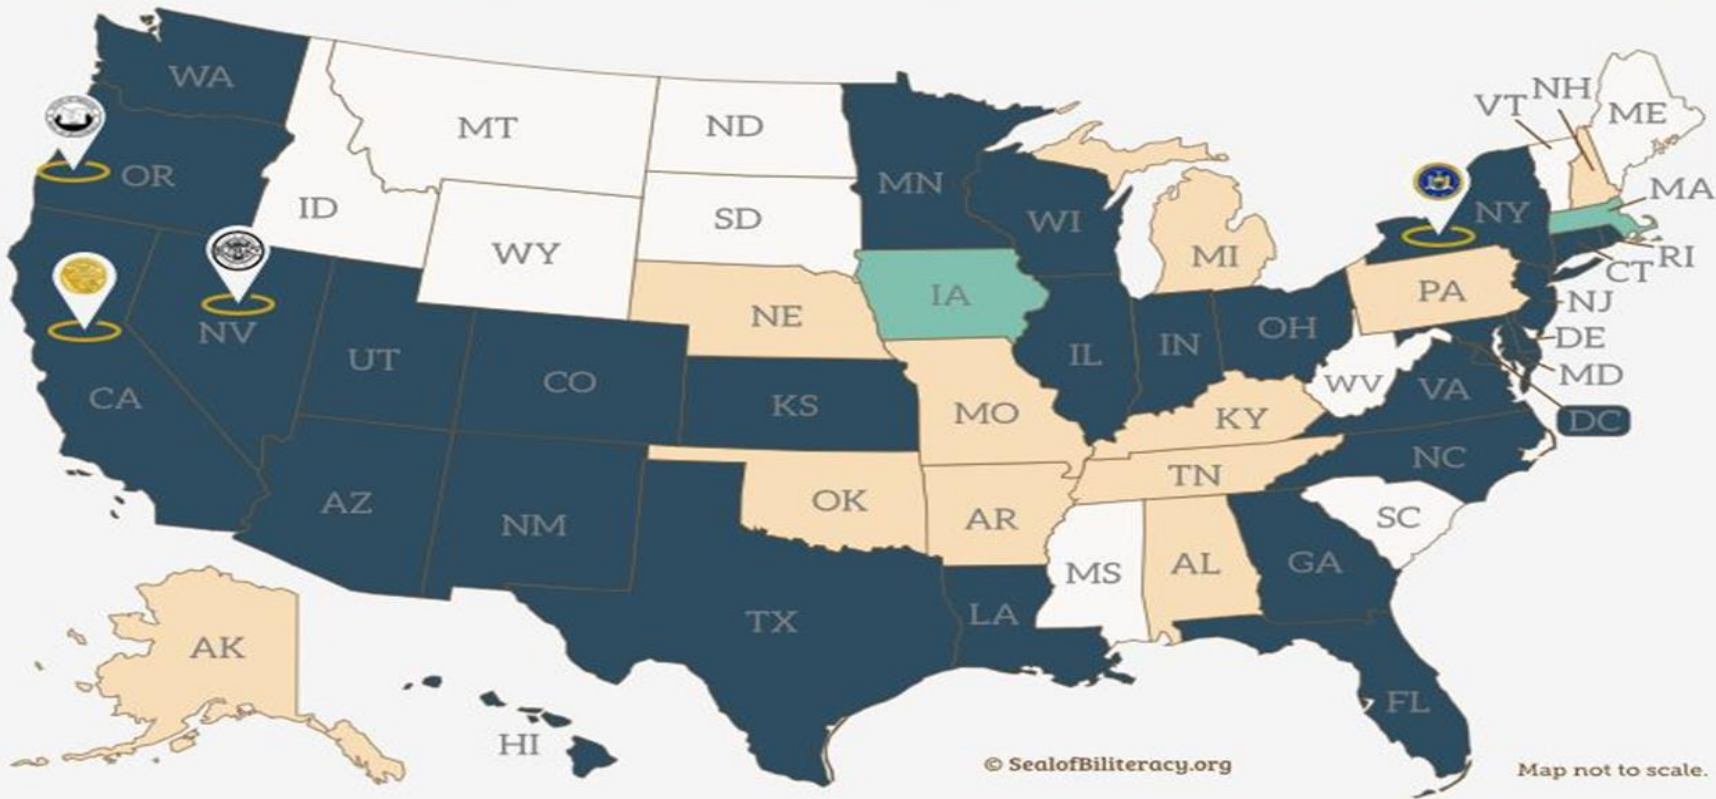 WA
MT
ND
MN
OR
ID
SD
WI
WY
MI
NY
VT
NH
ME
MA
RI
CT
NE
IA
PA
NJ
NV
UT
CO
KS
MO
IL
IN
OH
WV
KY
VA
DE
MD
DC
CA
AZ
NM
OK
AR
TN
NC
SC
MS
AL
GA
TX
LA
FL
AK
HI
© SealofBiliteracy.org
Map not to scale.